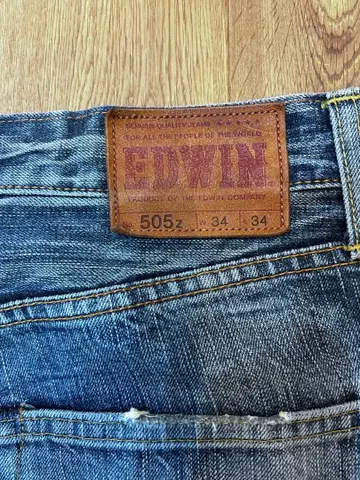 FOR ALL THE PEOPLE OF THE WORLD
EDWIN
PRODUCT OF THE EDWIN COMPANY
505z W 34 34